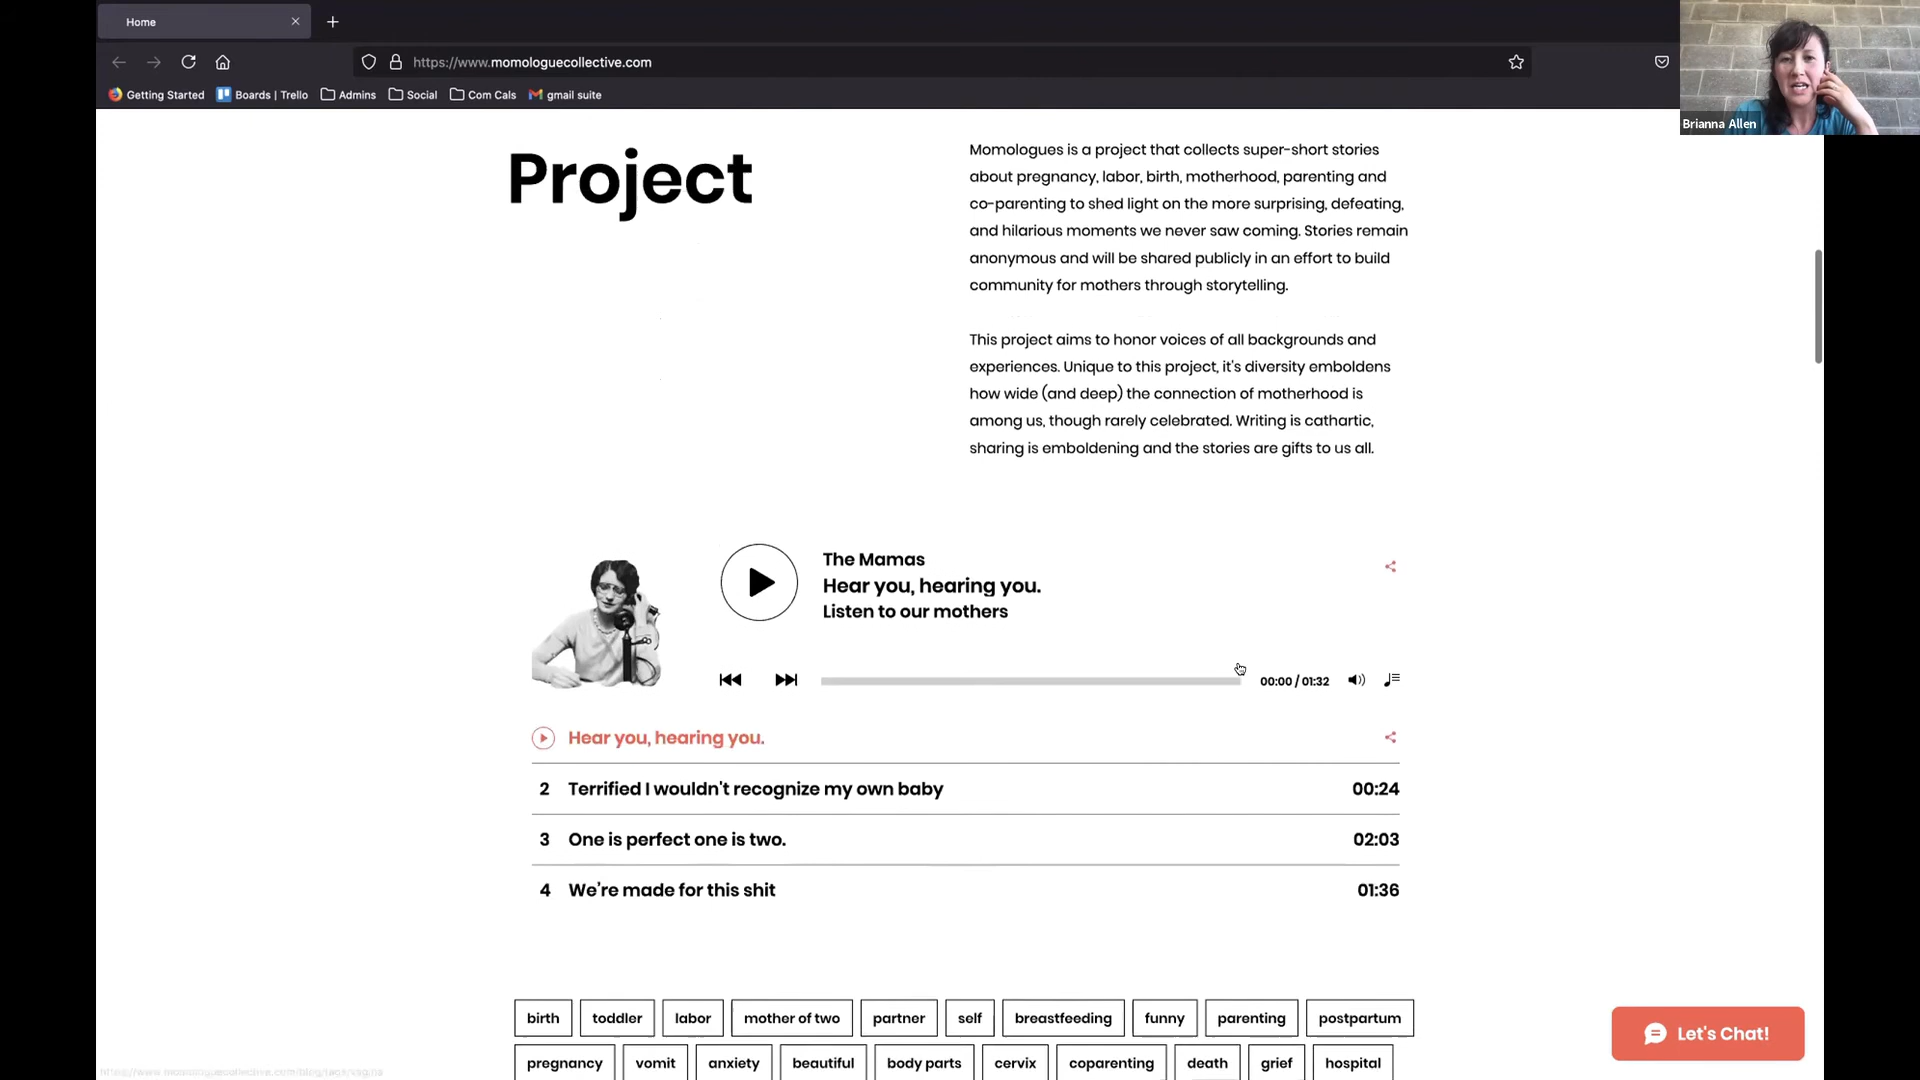 Home
https://www.momologuecollective.com
Getting Started
Boards | Trello
Admins
Social
Com Cals
gmail suite
Brianna Allen
Project
Momologues is a project that collects super-short stories
about pregnancy, labor, birth, motherhood, parenting and
co-parenting to shed light on the more surprising, defeating,
and hilarious moments we never saw coming. Stories remain
anonymous and will be shared publicly in an effort to build
community for mothers through storytelling.
This project aims to honor voices of all backgrounds and
experiences. Unique to this project, it's diversity emboldens
how wide (and deep) the connection of motherhood is
among us, though rarely celebrated. Writing is cathartic,
sharing is emboldening and the stories are gifts to us all.
The Mamas
Hear you, hearing you.
Listen to our mothers
00:00 / 01:32
Hear you, hearing you.
2 Terrified I wouldn't recognize my own baby 00:24
3 One is perfect one is two. 02:03
4 We're made for this shit 01:36
birth toddler labor mother of two partner self breastfeeding funny parenting postpartum
pregnancy vomit anxiety beautiful body parts cervix coparenting death grief hospital
Let's Chat!